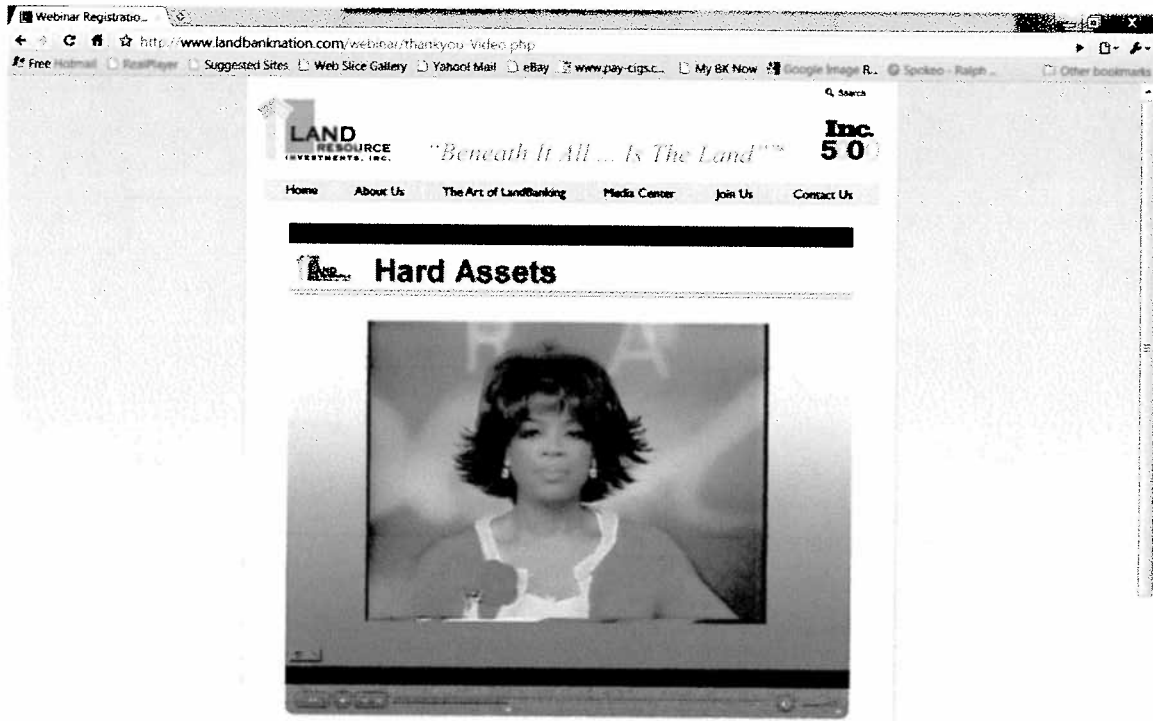 Webinar Registratio...
http://www.landbanknation.com/webinar/thankyou-Video.php
Free Hotmail RealPlayer Suggested Sites Web Slice Gallery Yahoo! Mail eBay www.pay-cigs.c... My BK Now Google Image R... Spokeo - Ralph ... Other bookmarks
Search
LAND
RESOURCE
INVESTMENTS, INC.
"Beneath It All ... Is The Land"
Inc.
500
Home About Us The Art of LandBanking Media Center Join Us Contact Us
LAND Hard Assets
R A